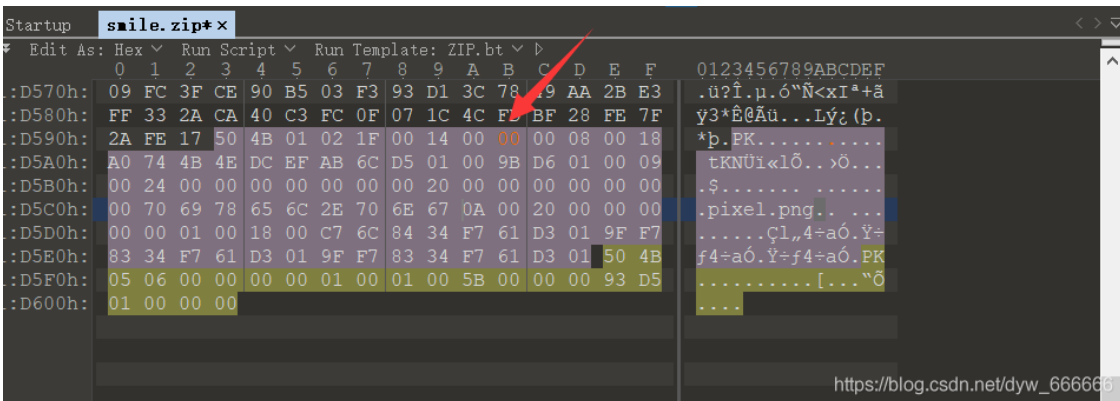 Startup smile.zip* ×
Edit As: Hex Run Script Run Template: ZIP.bt
0 1 2 3 4 5 6 7 8 9 A B C D E F 0123456789ABCDEF
:D570h: 09 FC 3F CE 90 B5 03 F3 93 D1 3C 78 49 AA 2B E3 .ü?Î.µ.ó“Ñ<xIª+ã
:D580h: FF 33 2A CA 40 C3 FC 0F 07 1C 4C FD BF 28 FE 7F ÿ3*Ê@Ãü...Lý¿(þ.
:D590h: 2A FE 17 50 4B 01 02 1F 00 14 00 00 00 08 00 18 *þ.PK...........
:D5A0h: A0 74 4B 4E DC EF AB 6C D5 01 00 9B D6 01 00 09 tKNÜï«lÕ..›Ö...
:D5B0h: 00 24 00 00 00 00 00 00 00 20 00 00 00 00 00 00 .$....... ......
:D5C0h: 00 70 69 78 65 6C 2E 70 6E 67 0A 00 20 00 00 00 .pixel.png.. ...
:D5D0h: 00 00 01 00 18 00 C7 6C 84 34 F7 61 D3 01 9F F7 ......Çl„4÷aÓ.Ÿ÷
:D5E0h: 83 34 F7 61 D3 01 9F F7 83 34 F7 61 D3 01 50 4B ƒ4÷aÓ.Ÿ÷ƒ4÷aÓ.PK
:D5F0h: 05 06 00 00 00 00 01 00 01 00 5B 00 00 00 93 D5 ..........[...“Õ
:D600h: 01 00 00 00 ....
https://blog.csdn.net/dyw_666666